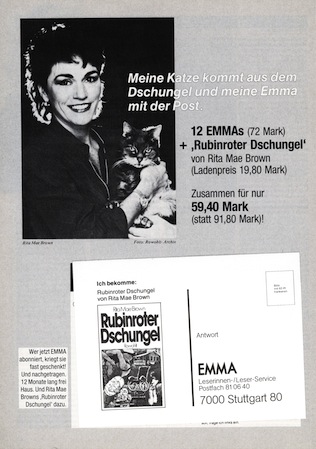 Meine Katze kommt aus dem
Dschungel und meine Emma
mit der Post.
12 EMMAs (72 Mark)
+ ‚Rubinroter Dschungel‘
von Rita Mae Brown
(Ladenpreis 19,80 Mark)
Zusammen für nur
59,40 Mark
(statt 91,80 Mark)!
Rita Mae Brown
Foto: Rowohlt Archiv
Ich bekomme:
Rubinroter Dschungel
von Rita Mae Brown
Rita Mae Brown
Rubinroter
Dschungel
Antwort
EMMA
Leserinnen-/Leser-Service
Postfach 81 06 40
7000 Stuttgart 80
Wer jetzt EMMA
abonniert, kriegt sie
fast geschenkt!
Und nachgetragen.
12 Monate lang frei
Haus. Und Rita Mae
Browns ‚Rubinroter
Dschungel‘ dazu.